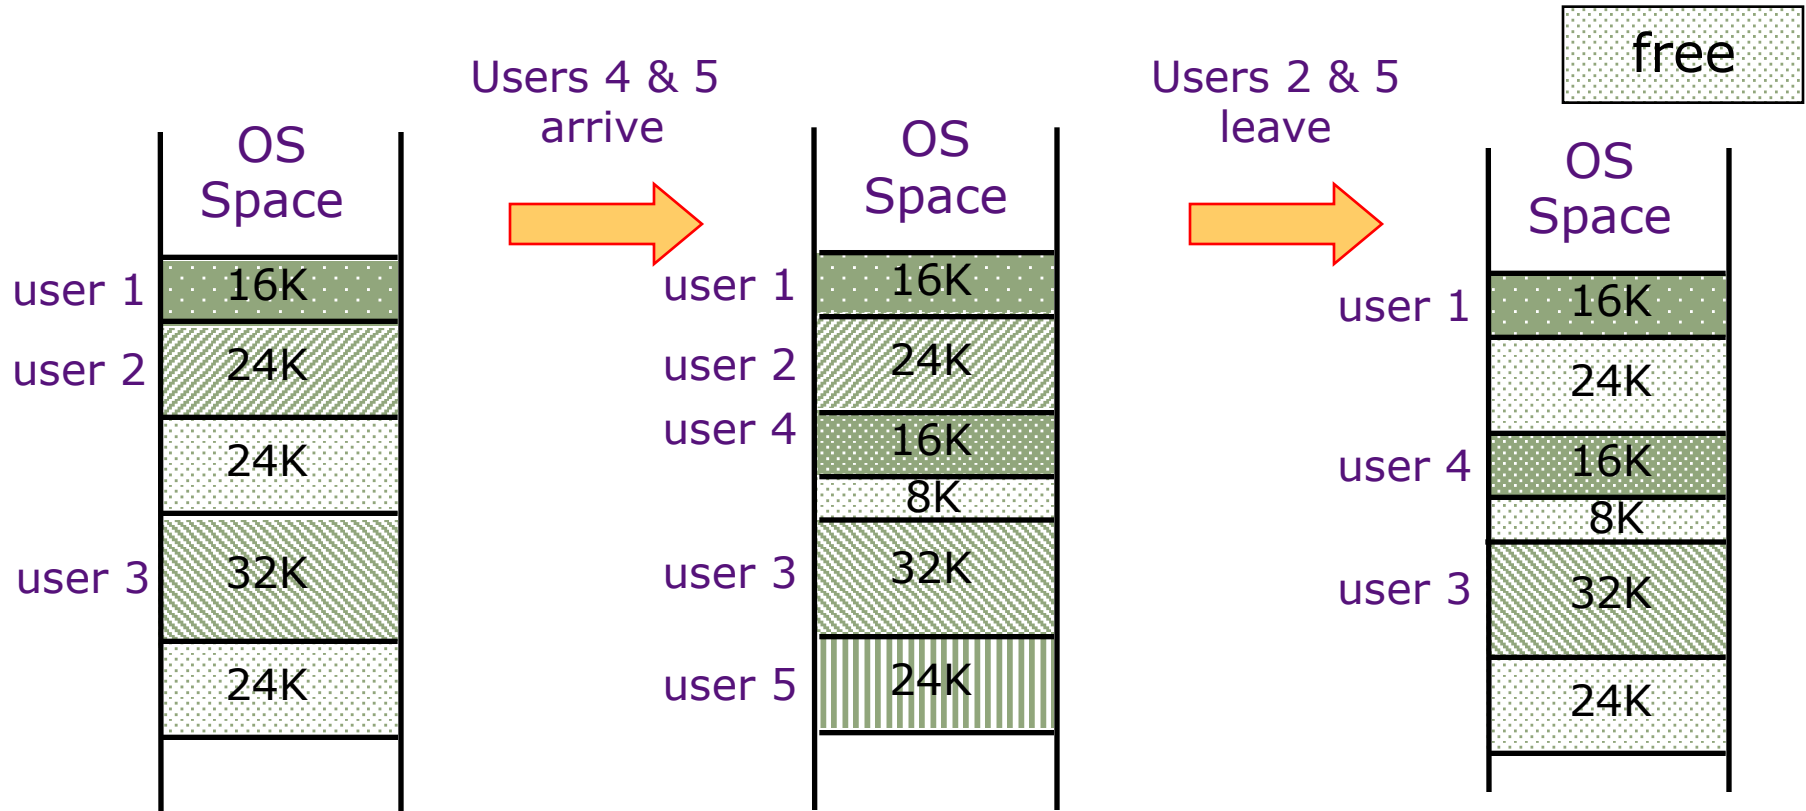 free
Users 4 & 5
arrive
Users 2 & 5
leave
OS
Space
user 1
16K
user 2
24K
24K
user 3
32K
24K
OS
Space
user 1
16K
user 2
24K
user 4
16K
8K
user 3
32K
user 5
24K
OS
Space
user 1
16K
24K
user 4
16K
8K
user 3
32K
24K